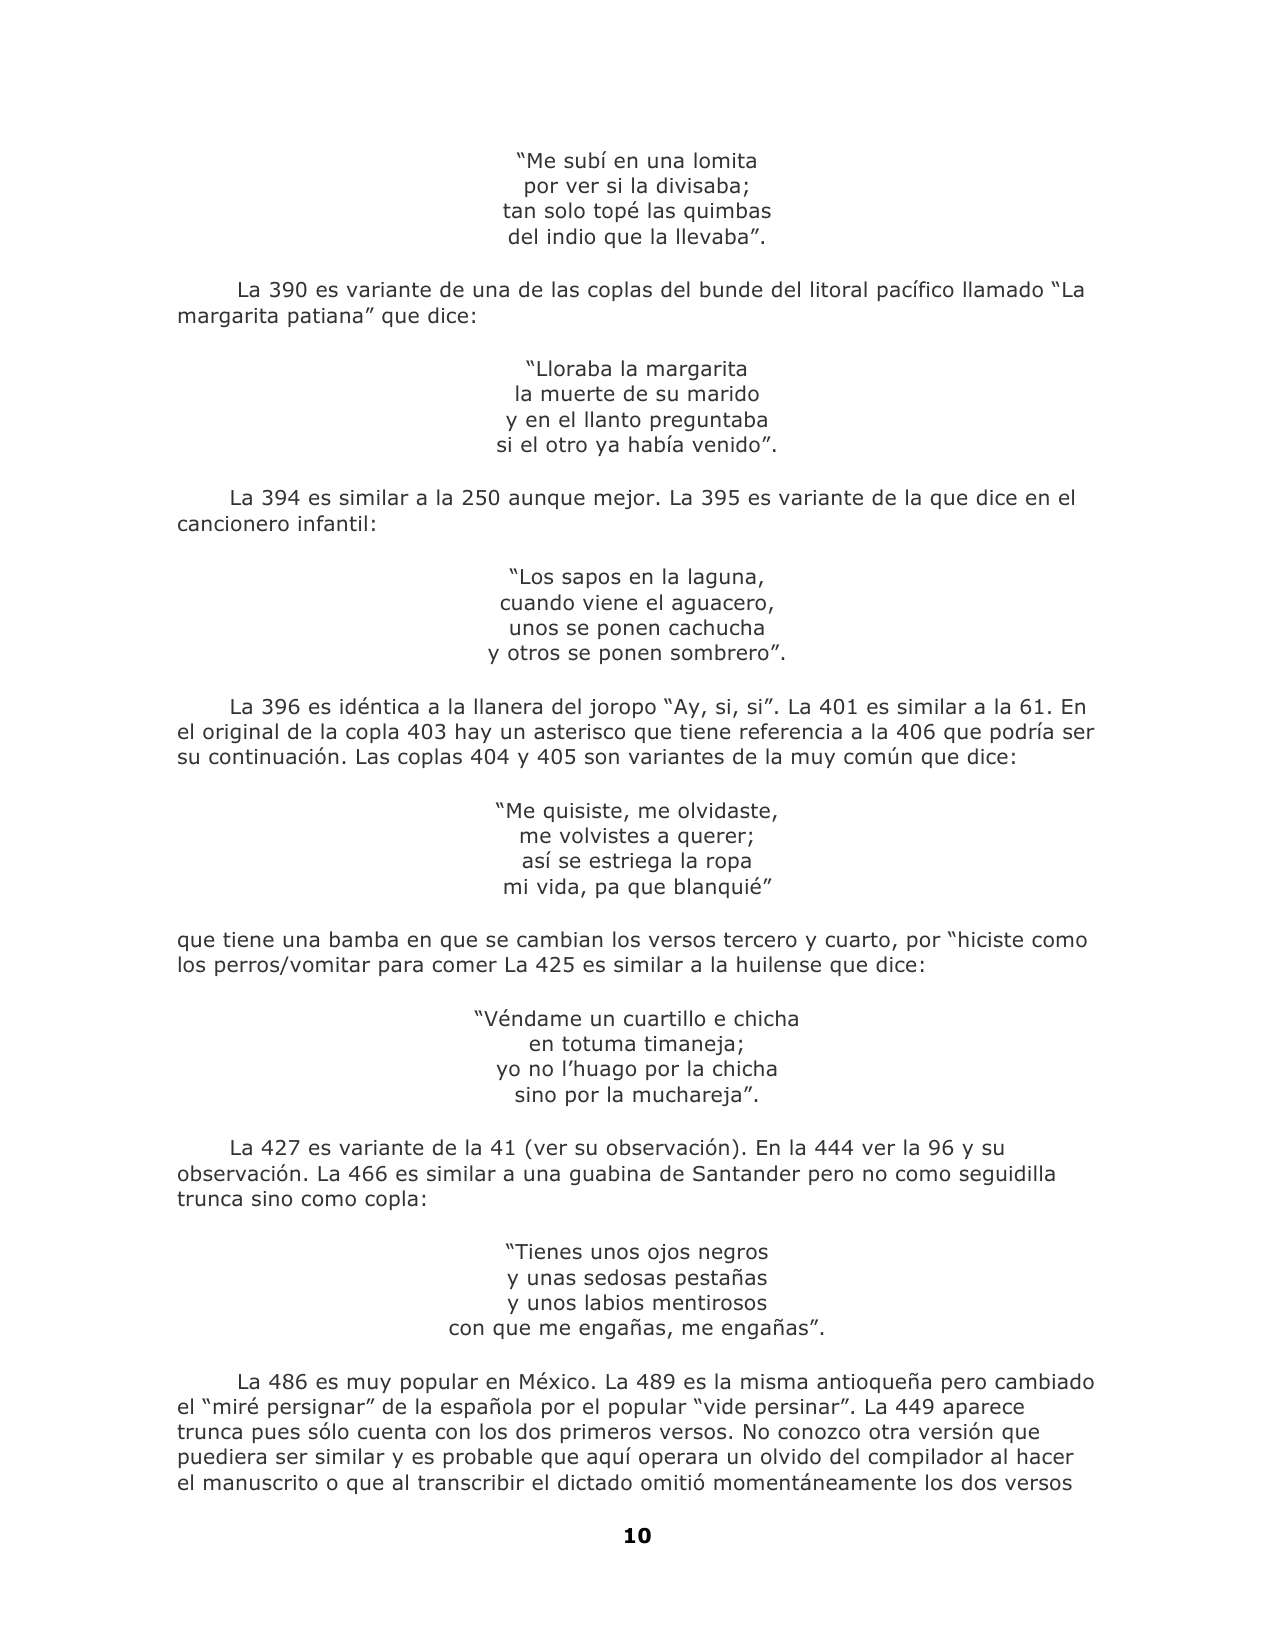 “Me subí en una lomita
por ver si la divisaba;
tan solo topé las quimbas
del indio que la llevaba”.
La 390 es variante de una de las coplas del bunde del litoral pacífico llamado “La
margarita patiana” que dice:
“Lloraba la margarita
la muerte de su marido
y en el llanto preguntaba
si el otro ya había venido”.
La 394 es similar a la 250 aunque mejor. La 395 es variante de la que dice en el
cancionero infantil:
“Los sapos en la laguna,
cuando viene el aguacero,
unos se ponen cachucha
y otros se ponen sombrero”.
La 396 es idéntica a la llanera del joropo “Ay, si, si”. La 401 es similar a la 61. En
el original de la copla 403 hay un asterisco que tiene referencia a la 406 que podría ser
su continuación. Las coplas 404 y 405 son variantes de la muy común que dice:
“Me quisiste, me olvidaste,
me volvistes a querer;
así se estriega la ropa
mi vida, pa que blanquié”
que tiene una bamba en que se cambian los versos tercero y cuarto, por “hiciste como
los perros/vomitar para comer La 425 es similar a la huilense que dice:
“Véndame un cuartillo e chicha
en totuma timaneja;
yo no l’huago por la chicha
sino por la muchareja”.
La 427 es variante de la 41 (ver su observación). En la 444 ver la 96 y su
observación. La 466 es similar a una guabina de Santander pero no como seguidilla
trunca sino como copla:
“Tienes unos ojos negros
y unas sedosas pestañas
y unos labios mentirosos
con que me engañas, me engañas”.
La 486 es muy popular en México. La 489 es la misma antioqueña pero cambiado
el “miré persignar” de la española por el popular “vide persinar”. La 449 aparece
trunca pues sólo cuenta con los dos primeros versos. No conozco otra versión que
puediera ser similar y es probable que aquí operara un olvido del compilador al hacer
el manuscrito o que al transcribir el dictado omitió momentáneamente los dos versos
10